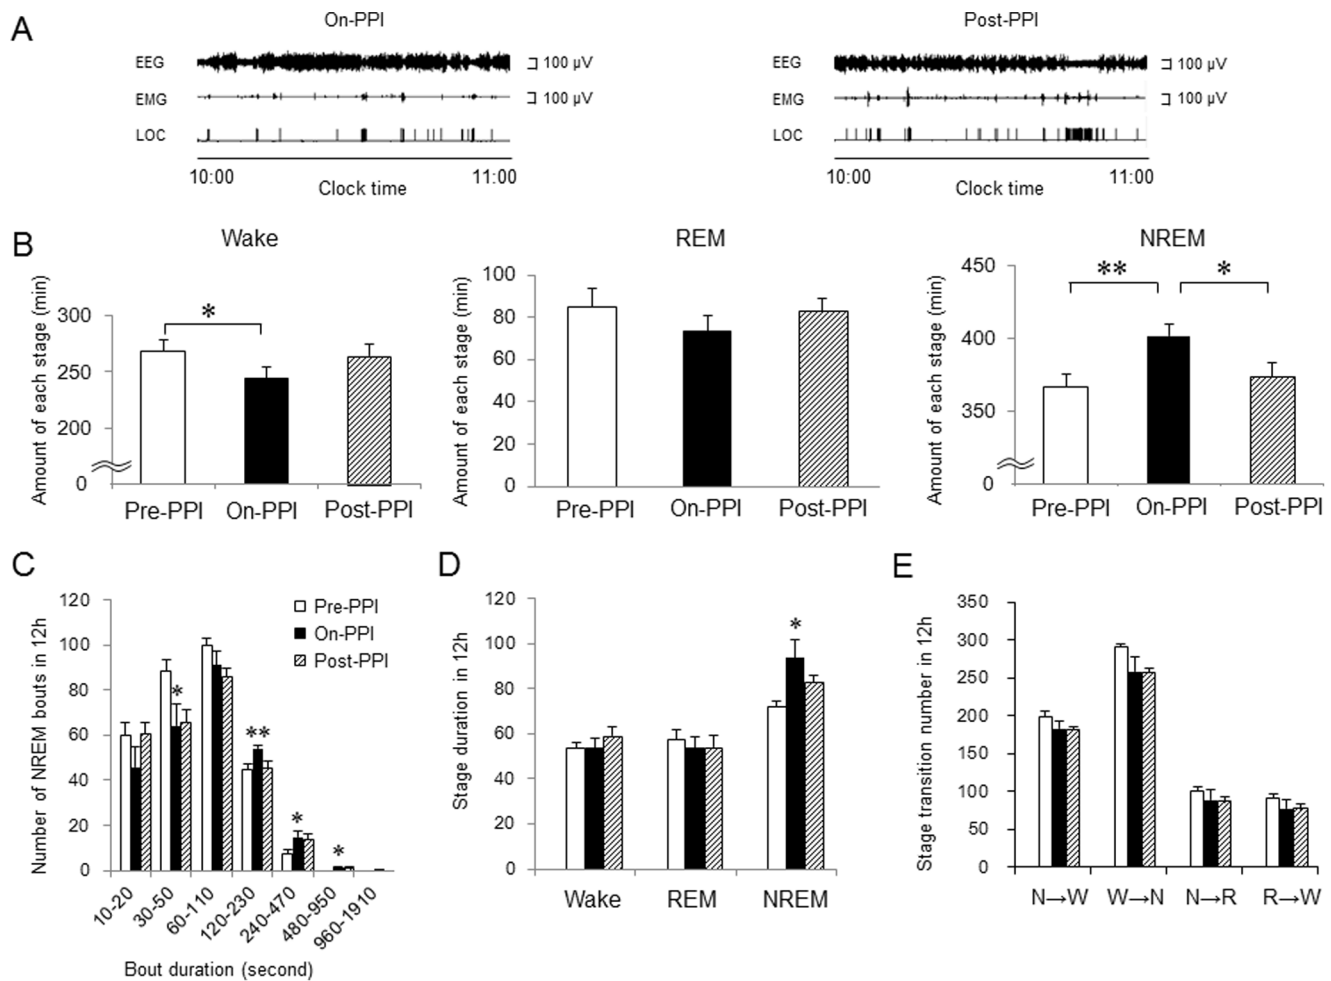 A
On-PPI
Post-PPI
EEG
100 µV
EMG
100 µV
LOC
10:00
11:00
Clock time
EEG
100 µV
EMG
100 µV
LOC
10:00
11:00
Clock time
B
Wake
Amount of each stage (min)
300
250
200
0
*
Pre-PPI
On-PPI
Post-PPI
REM
Amount of each stage (min)
100
80
60
40
20
0
Pre-PPI
On-PPI
Post-PPI
NREM
Amount of each stage (min)
450
400
350
0
**
*
Pre-PPI
On-PPI
Post-PPI
C
Number of NREM bouts in 12h
120
100
80
60
40
20
0
Pre-PPI
On-PPI
Post-PPI
*
**
*
*
10-20
30-50
60-110
120-230
240-470
480-950
960-1910
Bout duration (second)
D
Stage duration in 12h
120
100
80
60
40
20
0
*
Wake
REM
NREM
E
Stage transition number in 12h
350
300
250
200
150
100
50
0
N→W
W→N
N→R
R→W